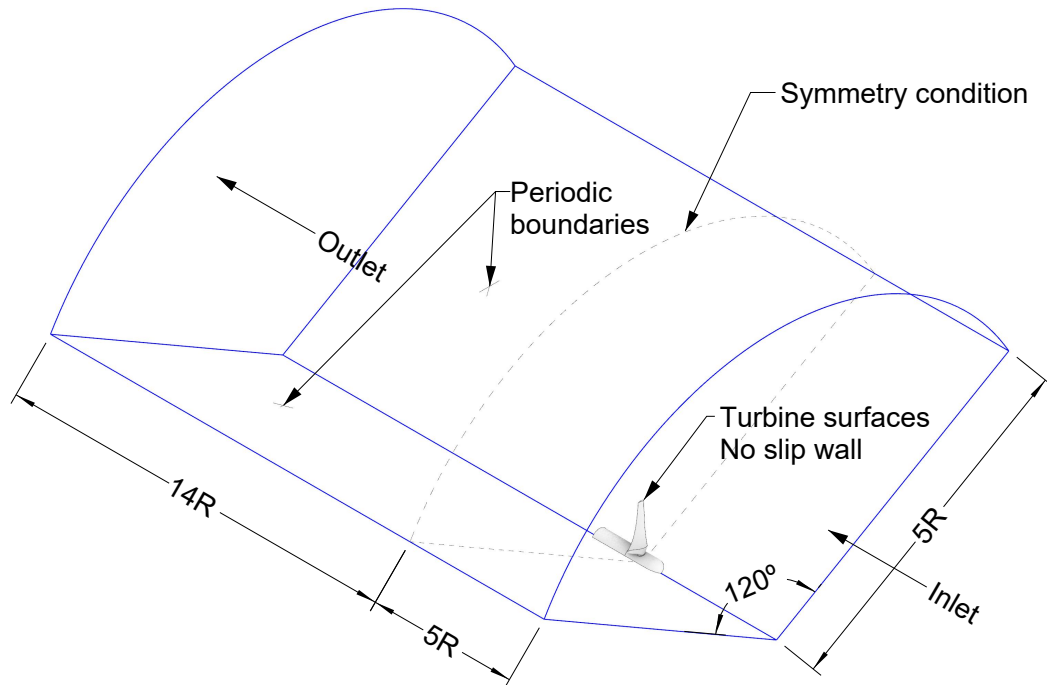 Symmetry condition
Periodic
boundaries
Outlet
Turbine surfaces
No slip wall
14R
5R
120º
5R
Inlet